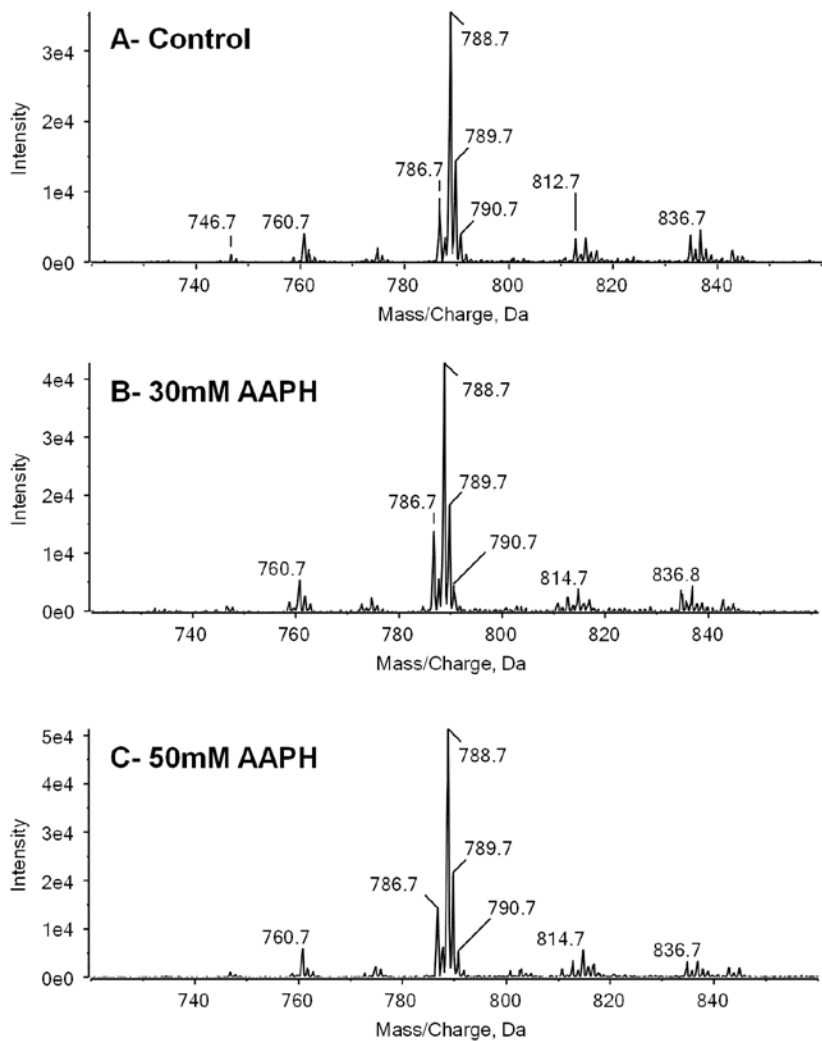 A- Control
Intensity
3e4
2e4
1e4
0e0
788.7
789.7
786.7
790.7
746.7
760.7
812.7
836.7
740 760 780 800 820 840
Mass/Charge, Da
B- 30mM AAPH
Intensity
4e4
3e4
2e4
1e4
0e0
788.7
789.7
786.7
790.7
760.7
814.7
836.8
740 760 780 800 820 840
Mass/Charge, Da
C- 50mM AAPH
Intensity
5e4
4e4
3e4
2e4
1e4
0e0
788.7
789.7
786.7
790.7
760.7
814.7
836.7
740 760 780 800 820 840
Mass/Charge, Da